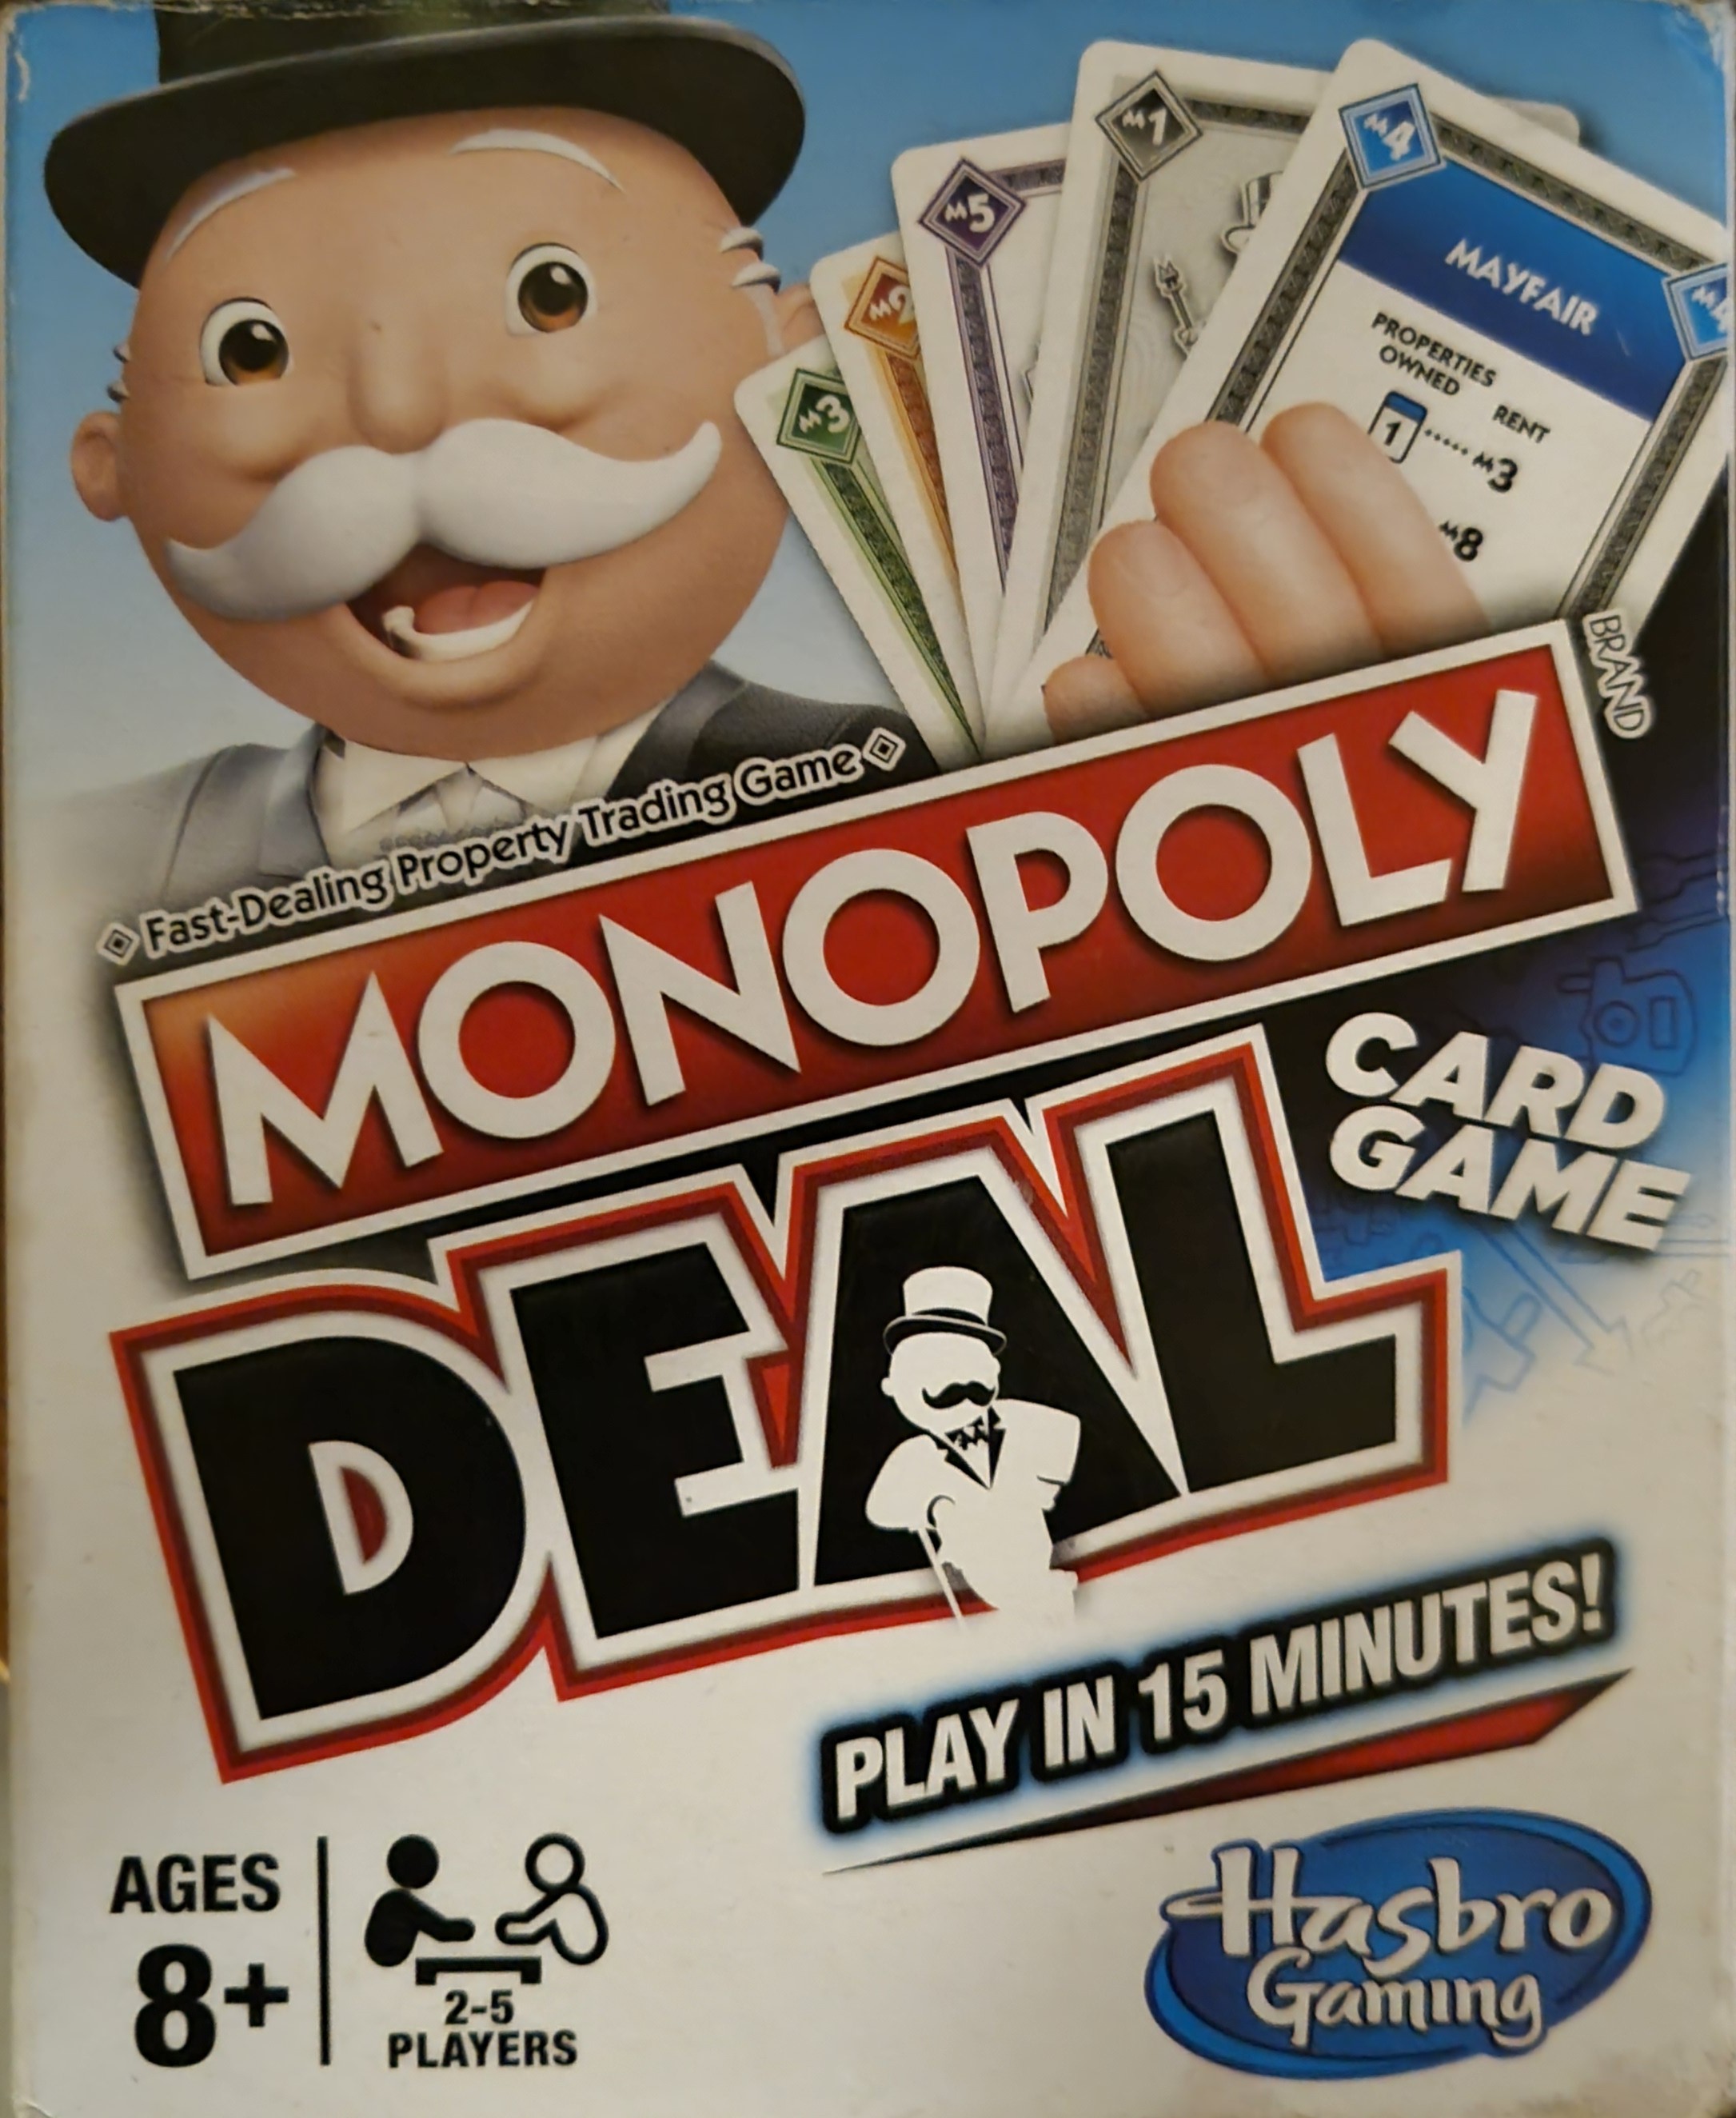 M3
M2
M5
M1
M4
M4
MAYFAIR
PROPERTIES
OWNED
RENT
1 ..... M3
M8
BRAND
Fast-Dealing Property Trading Game
MONOPOLY
DEAL
CARD
GAME
PLAY IN 15 MINUTES!
AGES
8+
2-5
PLAYERS
Hasbro
Gaming